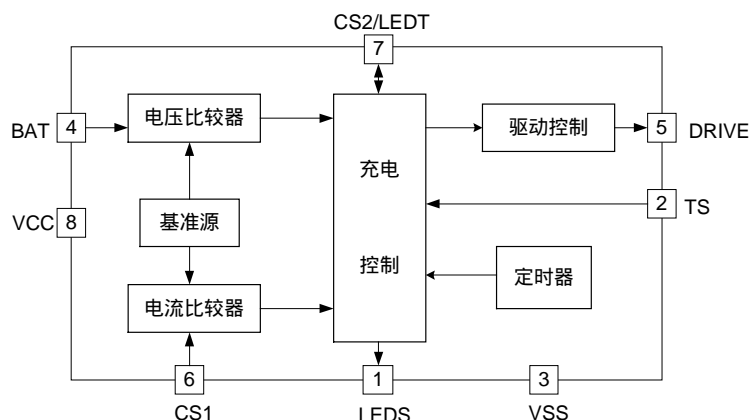 CS2/LEDT
7
BAT
4
电压比较器
驱动控制
5
DRIVE
充电
2
TS
VCC
8
基准源
控制
定时器
电流比较器
6
1
3
CS1
LEDS
VSS